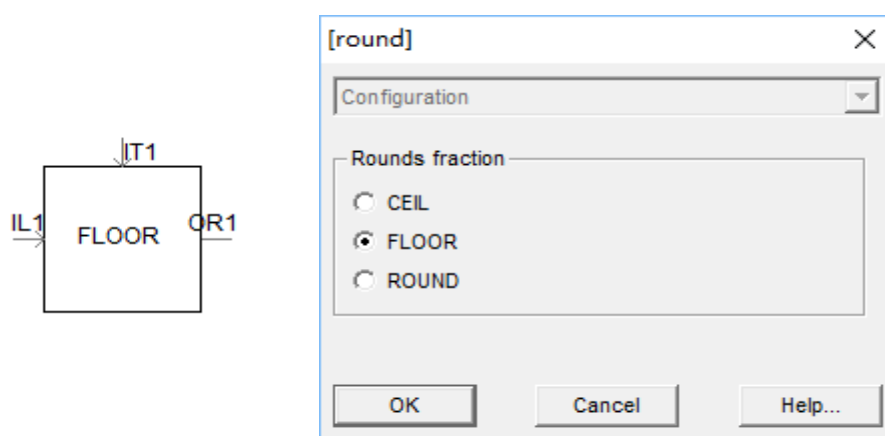 IT1
IL1
FLOOR
OR1
[round]
Configuration
Rounds fraction
CEIL
FLOOR
ROUND
OK
Cancel
Help...